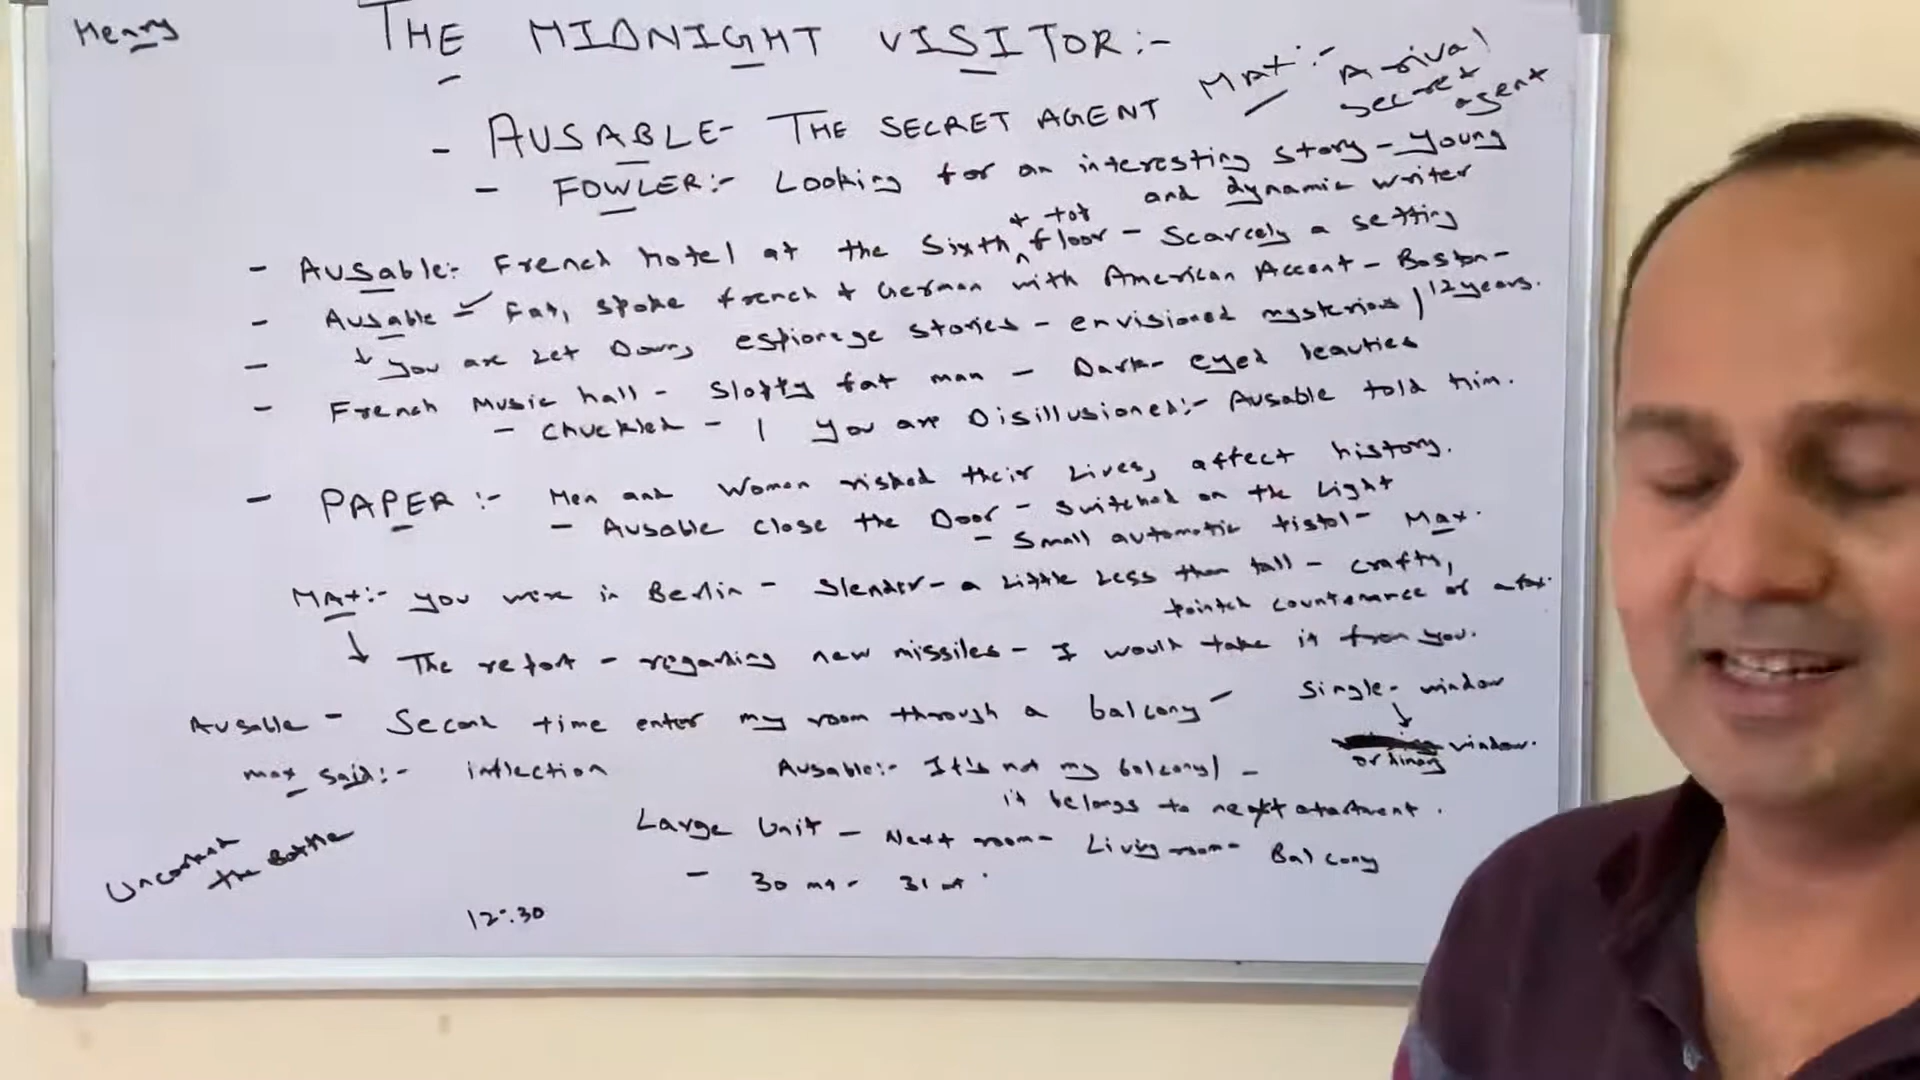 Henry
THE MIDNIGHT VISITOR:-
MAX:- A rival
secret agent
- AUSABLE- THE SECRET AGENT
- FOWLER:- Looking for an interesting story - young
and dynamic writer
- Ausable:- French Hotel at the Sixth + top floor - Scarcely a setting
- Ausable - Fat, spoke french + German with American Accent - Boston -
12 years.
- You are Let Down, espionage stories - envisioned mysterious
- French Music hall - Sloppy fat man - Dark-eyed beauties
- Chuckled - | you are Disillusioned:- Ausable told him.
- PAPER:- Men and Women risked their Lives, affect history.
- Ausable close the Door - switched on the Light
- small automatic pistol - Max.
MAX:- you were in Berlin - Slender - a Little Less than tall - crafty,
pointed countenance of a fox.
The report - regarding new missiles - I would take it from you.
Ausable - Second time enter my room through a balcony -
Single - window
ordinary window.
max said:- inflection
Ausable:- It's not my balcony! -
it belongs to next apartment.
Large Unit - Next room - Living room - Balcony
- 30 mt - 31 mt.
the Bottle
12:30